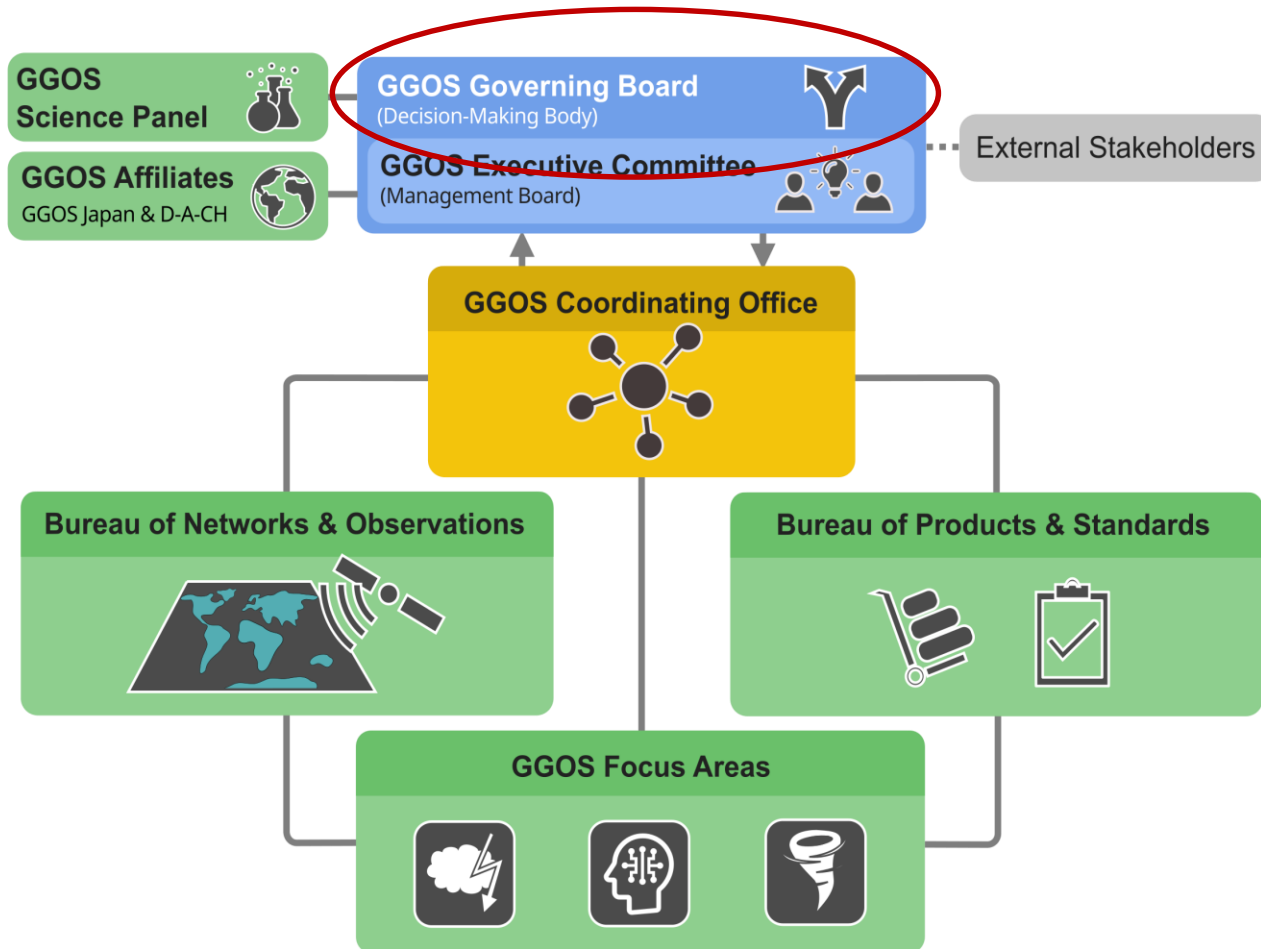 GGOS
Science Panel
GGOS Affiliates
GGOS Japan & D-A-CH
GGOS Governing Board
(Decision-Making Body)
GGOS Executive Committee
(Management Board)
External Stakeholders
GGOS Coordinating Office
Bureau of Networks & Observations
Bureau of Products & Standards
GGOS Focus Areas